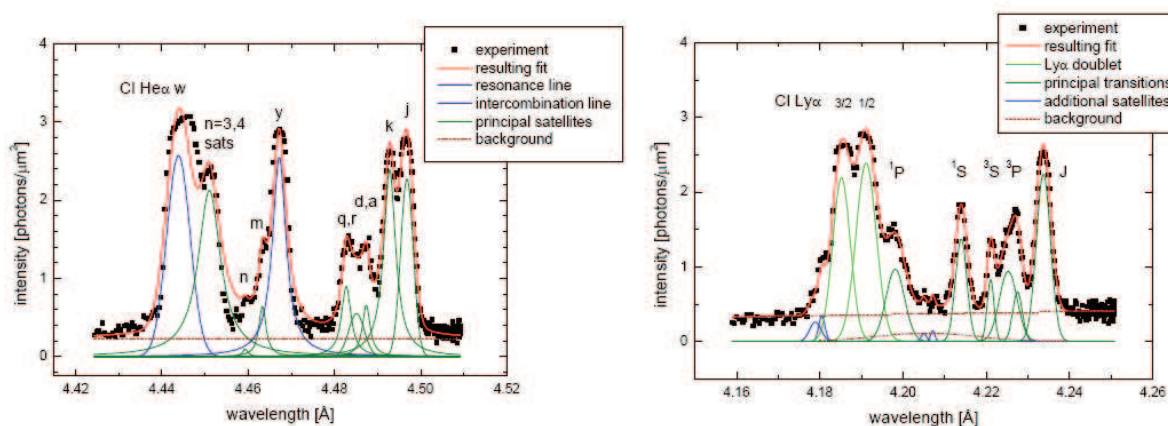 4
3
2
1
0
intensity [photons/μm³]
Cl Heα w
n=3,4
sats
n
m
y
q,r
d,a
k
j
experiment
resulting fit
resonance line
intercombination line
principal satellites
background
4.42 4.44 4.46 4.48 4.50 4.52
wavelength [Å]
4
3
2
1
0
intensity [photons/μm³]
Cl Lyα 3/2 1/2
¹P
¹S
³S
³P
J
experiment
resulting fit
Lyα doublet
principal transitions
additional satellites
background
4.16 4.18 4.20 4.22 4.24 4.26
wavelength [Å]